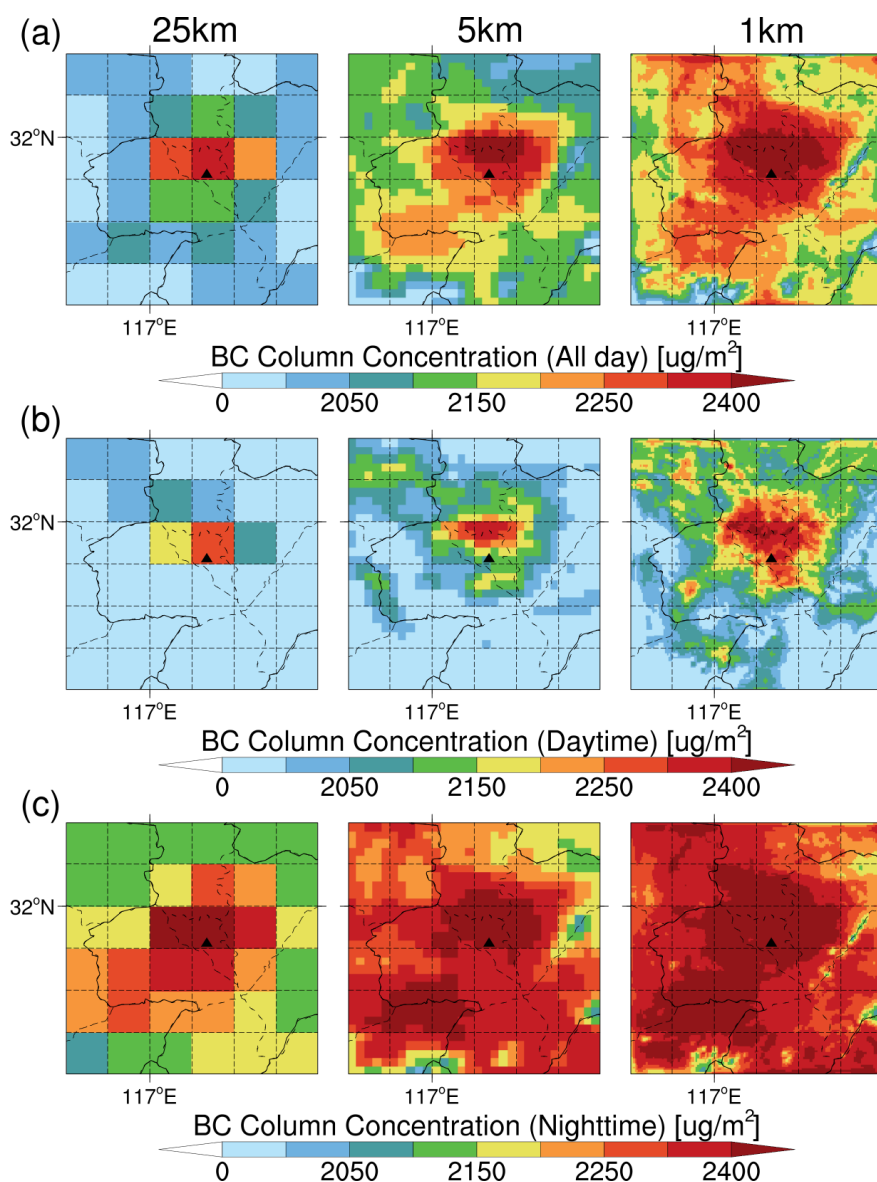 (a) 25km 5km 1km
32°N
117°E 117°E 117°E
BC Column Concentration (All day) [ug/m²]
0 2050 2150 2250 2400
(b)
32°N
117°E 117°E 117°E
BC Column Concentration (Daytime) [ug/m²]
0 2050 2150 2250 2400
(c)
32°N
117°E 117°E 117°E
BC Column Concentration (Nighttime) [ug/m²]
0 2050 2150 2250 2400